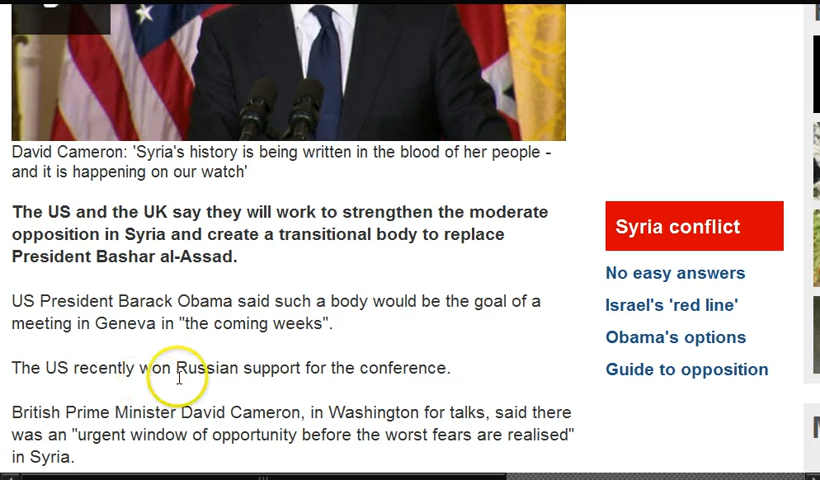 David Cameron: 'Syria's history is being written in the blood of her people -
and it is happening on our watch'
The US and the UK say they will work to strengthen the moderate
opposition in Syria and create a transitional body to replace
President Bashar al-Assad.
US President Barack Obama said such a body would be the goal of a
meeting in Geneva in "the coming weeks".
The US recently won Russian support for the conference.
British Prime Minister David Cameron, in Washington for talks, said there
was an "urgent window of opportunity before the worst fears are realised"
in Syria.
Syria conflict
No easy answers
Israel's 'red line'
Obama's options
Guide to opposition